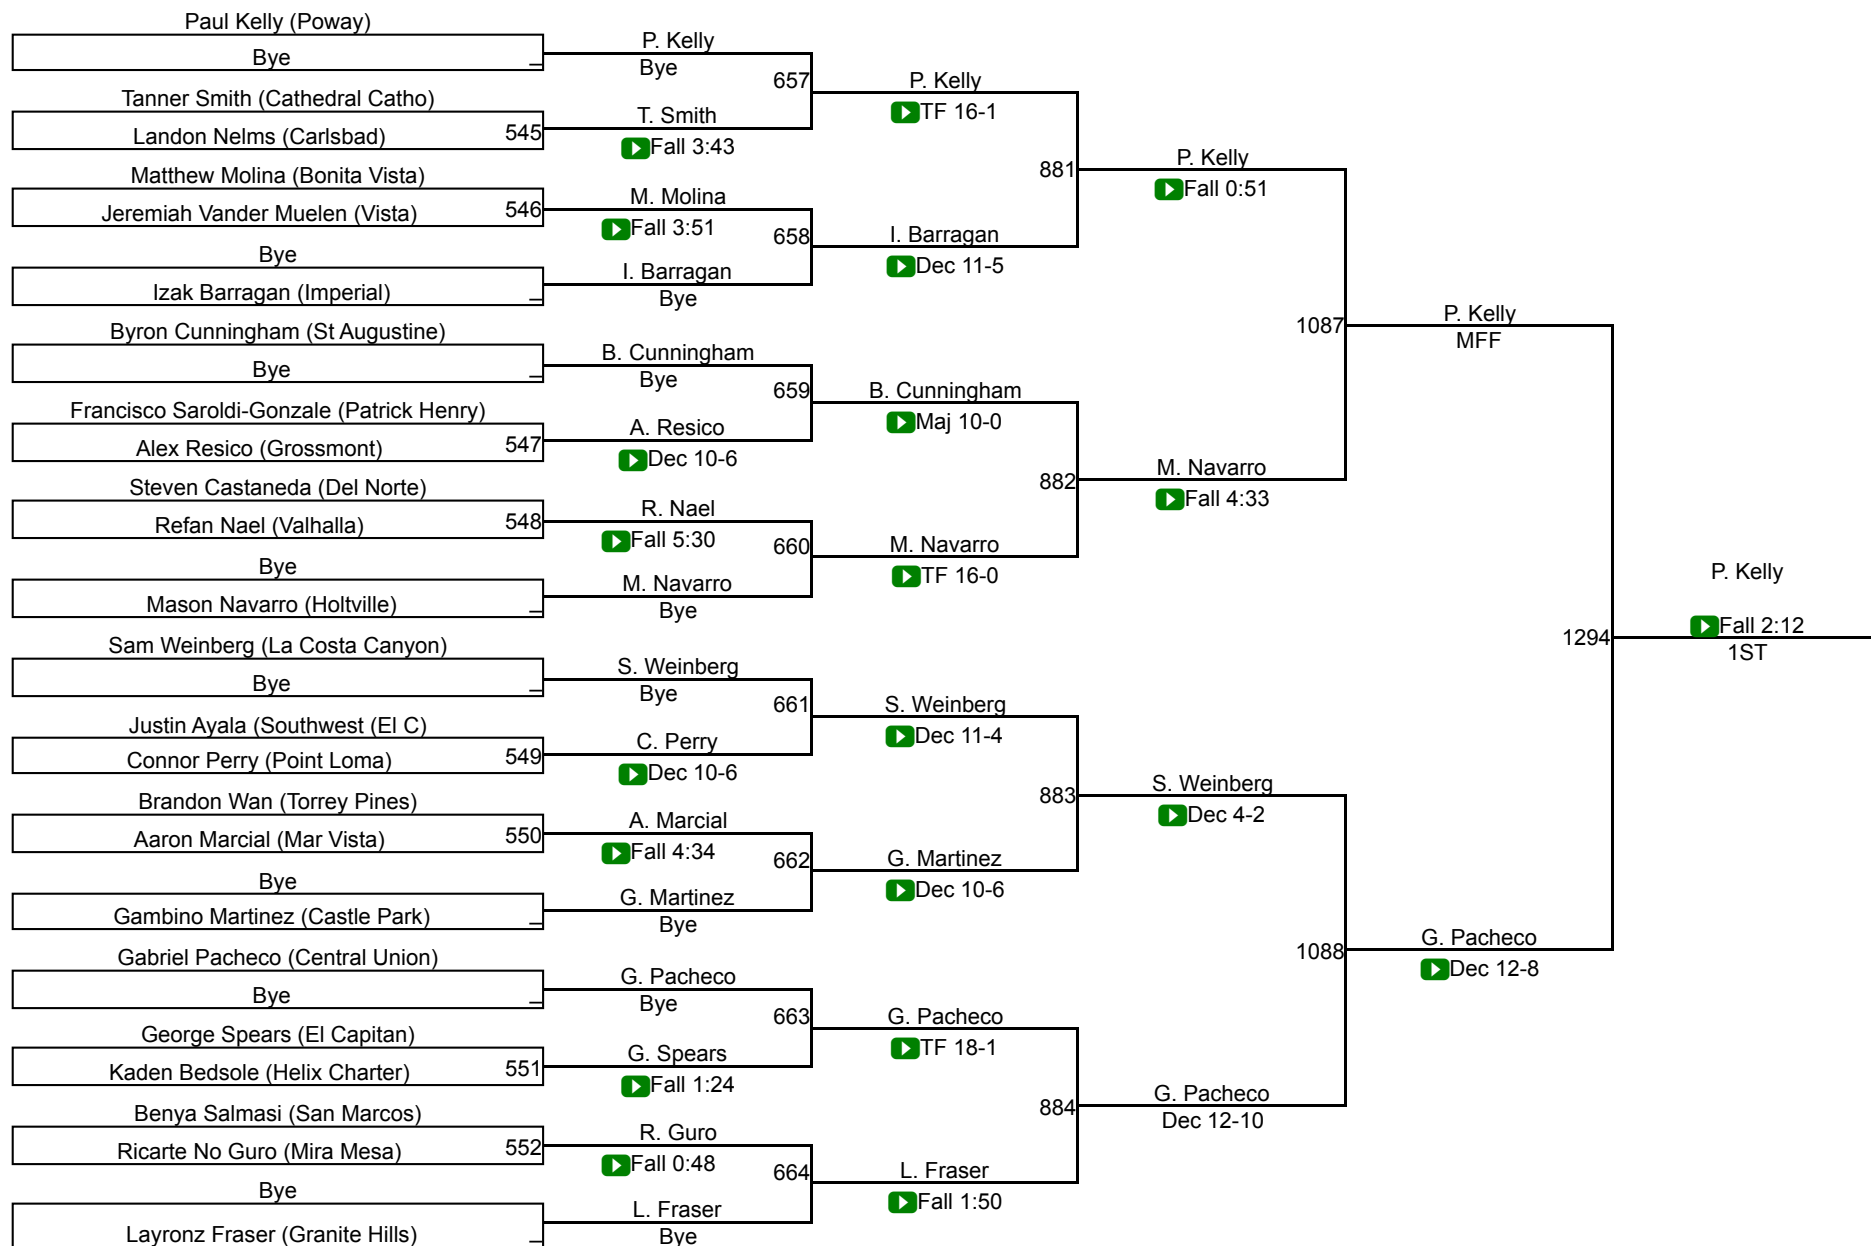 Paul Kelly (Poway)
Bye
Tanner Smith (Cathedral Catho)
Landon Nelms (Carlsbad) 545
Matthew Molina (Bonita Vista)
Jeremiah Vander Muelen (Vista) 546
Bye
Izak Barragan (Imperial)
Byron Cunningham (St Augustine)
Bye
Francisco Saroldi-Gonzale (Patrick Henry)
Alex Resico (Grossmont) 547
Steven Castaneda (Del Norte)
Refan Nael (Valhalla) 548
Bye
Mason Navarro (Holtville)
Sam Weinberg (La Costa Canyon)
Bye
Justin Ayala (Southwest (El C)
Connor Perry (Point Loma) 549
Brandon Wan (Torrey Pines)
Aaron Marcial (Mar Vista) 550
Bye
Gambino Martinez (Castle Park)
Gabriel Pacheco (Central Union)
Bye
George Spears (El Capitan)
Kaden Bedsole (Helix Charter) 551
Benya Salmasi (San Marcos)
Ricarte No Guro (Mira Mesa) 552
Bye
Layronz Fraser (Granite Hills)
P. Kelly
Bye
657
T. Smith
Fall 3:43
M. Molina
Fall 3:51
658
I. Barragan
Bye
B. Cunningham
Bye
659
A. Resico
Dec 10-6
R. Nael
Fall 5:30
660
M. Navarro
Bye
S. Weinberg
Bye
661
C. Perry
Dec 10-6
A. Marcial
Fall 4:34
662
G. Martinez
Bye
G. Pacheco
Bye
663
G. Spears
Fall 1:24
R. Guro
Fall 0:48
664
L. Fraser
Bye
P. Kelly
TF 16-1
881
I. Barragan
Dec 11-5
B. Cunningham
Maj 10-0
882
M. Navarro
TF 16-0
S. Weinberg
Dec 11-4
883
G. Martinez
Dec 10-6
G. Pacheco
TF 18-1
884
L. Fraser
Fall 1:50
P. Kelly
Fall 0:51
1087
M. Navarro
Fall 4:33
S. Weinberg
Dec 4-2
1088
G. Pacheco
Dec 12-10
P. Kelly
MFF
1294
G. Pacheco
Dec 12-8
P. Kelly
Fall 2:12
1ST